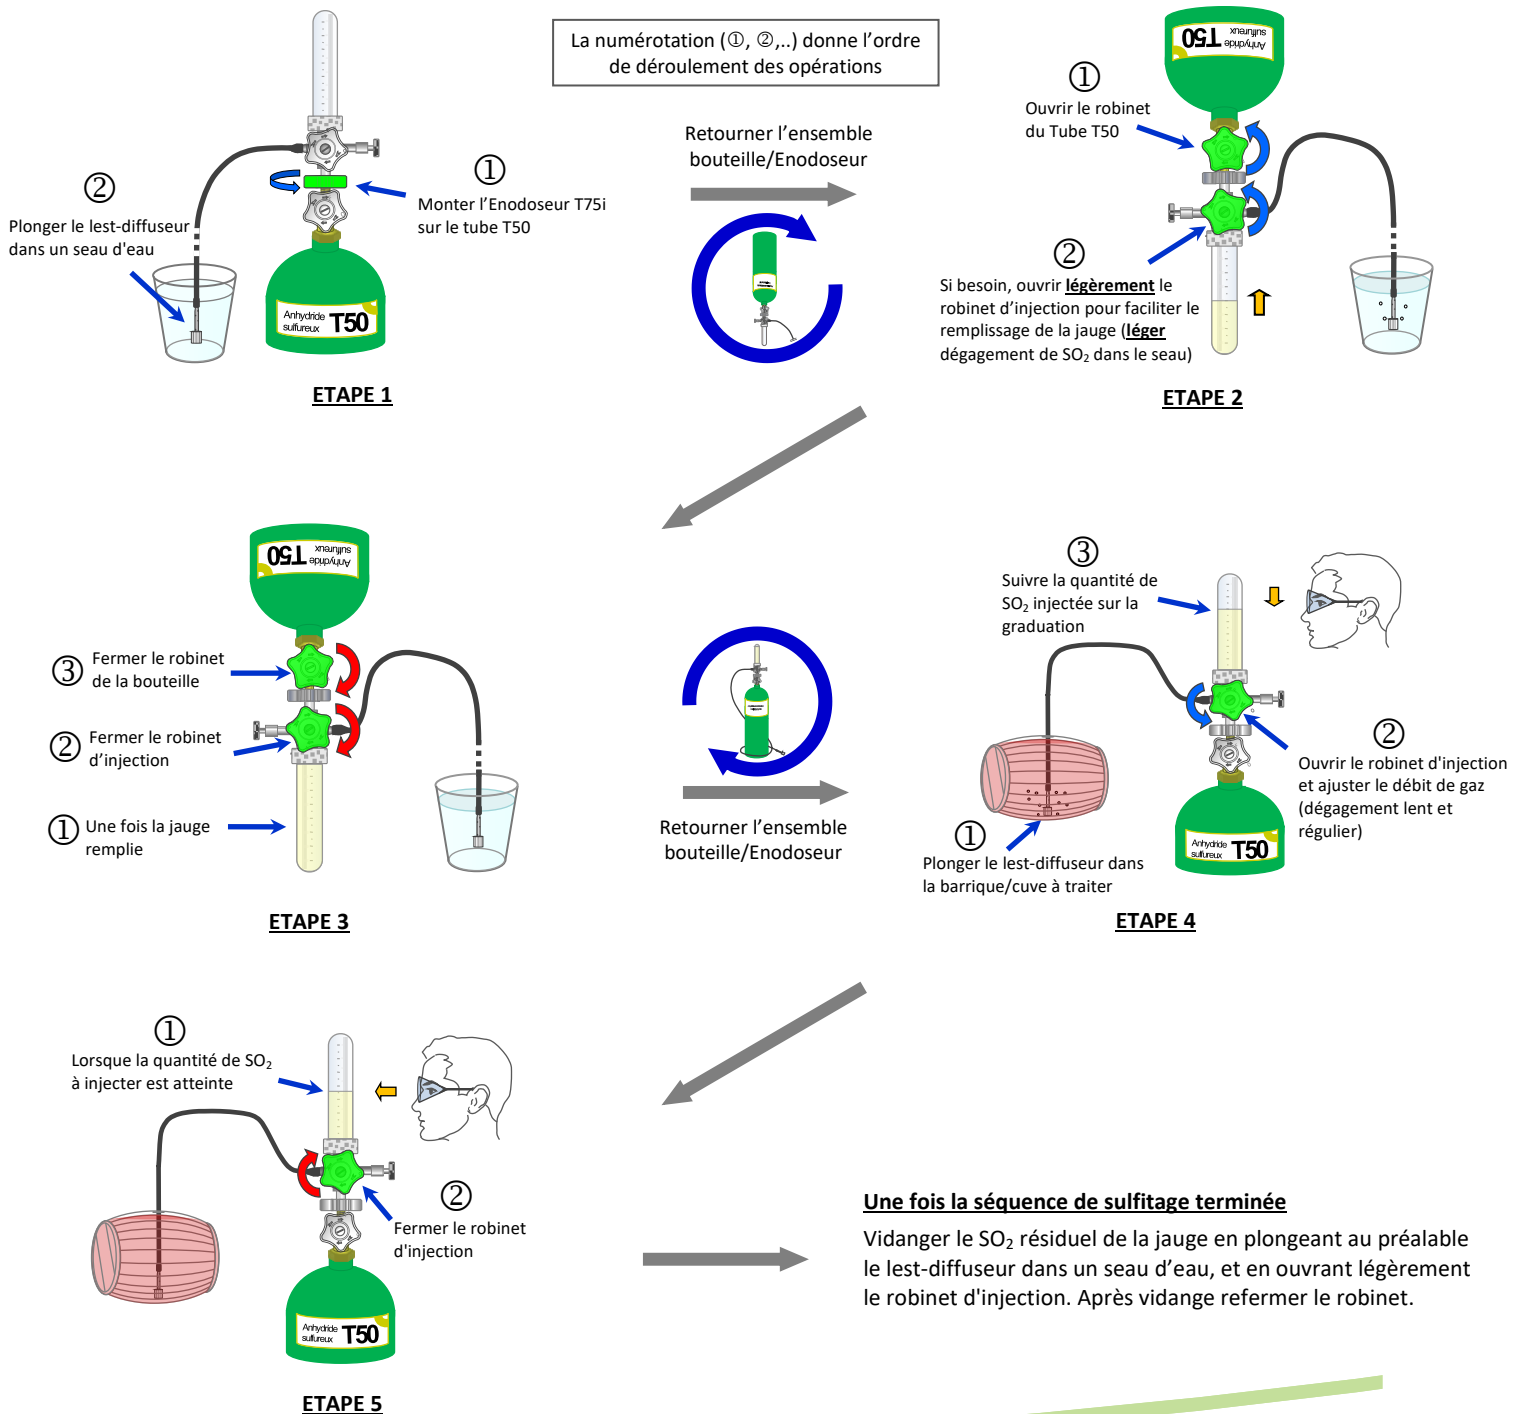 La numérotation (①, ②,..) donne l'ordre
de déroulement des opérations
①
Monter l'Enodoseur T75i
sur le tube T50
②
Plonger le lest-diffuseur
dans un seau d'eau
Anhydride
sulfureux T50
ETAPE 1
Retourner l'ensemble
bouteille/Enodoseur
Anhydride
sulfureux T50
①
Ouvrir le robinet
du Tube T50
②
Si besoin, ouvrir légèrement le
robinet d'injection pour faciliter le
remplissage de la jauge (léger
dégagement de SO₂ dans le seau)
ETAPE 2
Anhydride
sulfureux T50
③ Fermer le robinet
de la bouteille
② Fermer le robinet
d'injection
① Une fois la jauge
remplie
ETAPE 3
Retourner l'ensemble
bouteille/Enodoseur
③
Suivre la quantité de
SO₂ injectée sur la
graduation
②
Ouvrir le robinet d'injection
et ajuster le débit de gaz
(dégagement lent et
régulier)
①
Plonger le lest-diffuseur dans
la barrique/cuve à traiter
Anhydride
sulfureux T50
ETAPE 4
①
Lorsque la quantité de SO₂
à injecter est atteinte
②
Fermer le robinet
d'injection
Anhydride
sulfureux T50
ETAPE 5
Une fois la séquence de sulfitage terminée
Vidanger le SO₂ résiduel de la jauge en plongeant au préalable
le lest-diffuseur dans un seau d'eau, et en ouvrant légèrement
le robinet d'injection. Après vidange refermer le robinet.